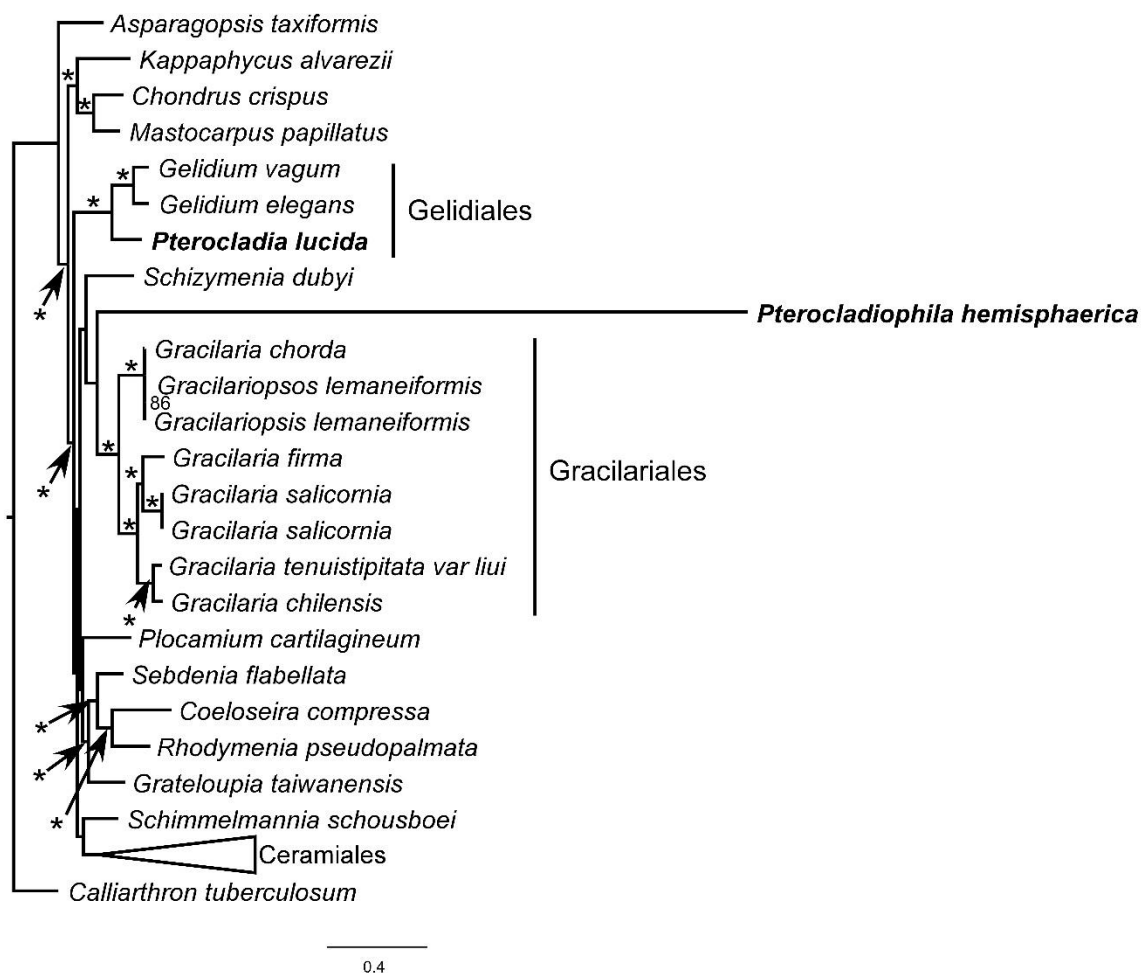 Asparagopsis taxiformis
* Kappaphycus alvarezii
* Chondrus crispus
Mastocarpus papillatus
* Gelidium vagum
*
Gelidium elegans
Gelidiales
Pterocladia lucida
Schizymenia dubyi
*
Pterocladiophila hemisphaerica
* Gracilaria chorda
Gracilariopsos lemaneiformis
86
Gracilariopsis lemaneiformis
*
* Gracilaria firma
Gracilariales
* Gracilaria salicornia
*
* Gracilaria salicornia
Gracilaria tenuistipitata var liui
Gracilaria chilensis
*
Plocamium cartilagineum
Sebdenia flabellata
* Coeloseira compressa
Rhodymenia pseudopalmata
*
Grateloupia taiwanensis
* Schimmelmannia schousboei
Ceramiales
Calliarthron tuberculosum
0.4